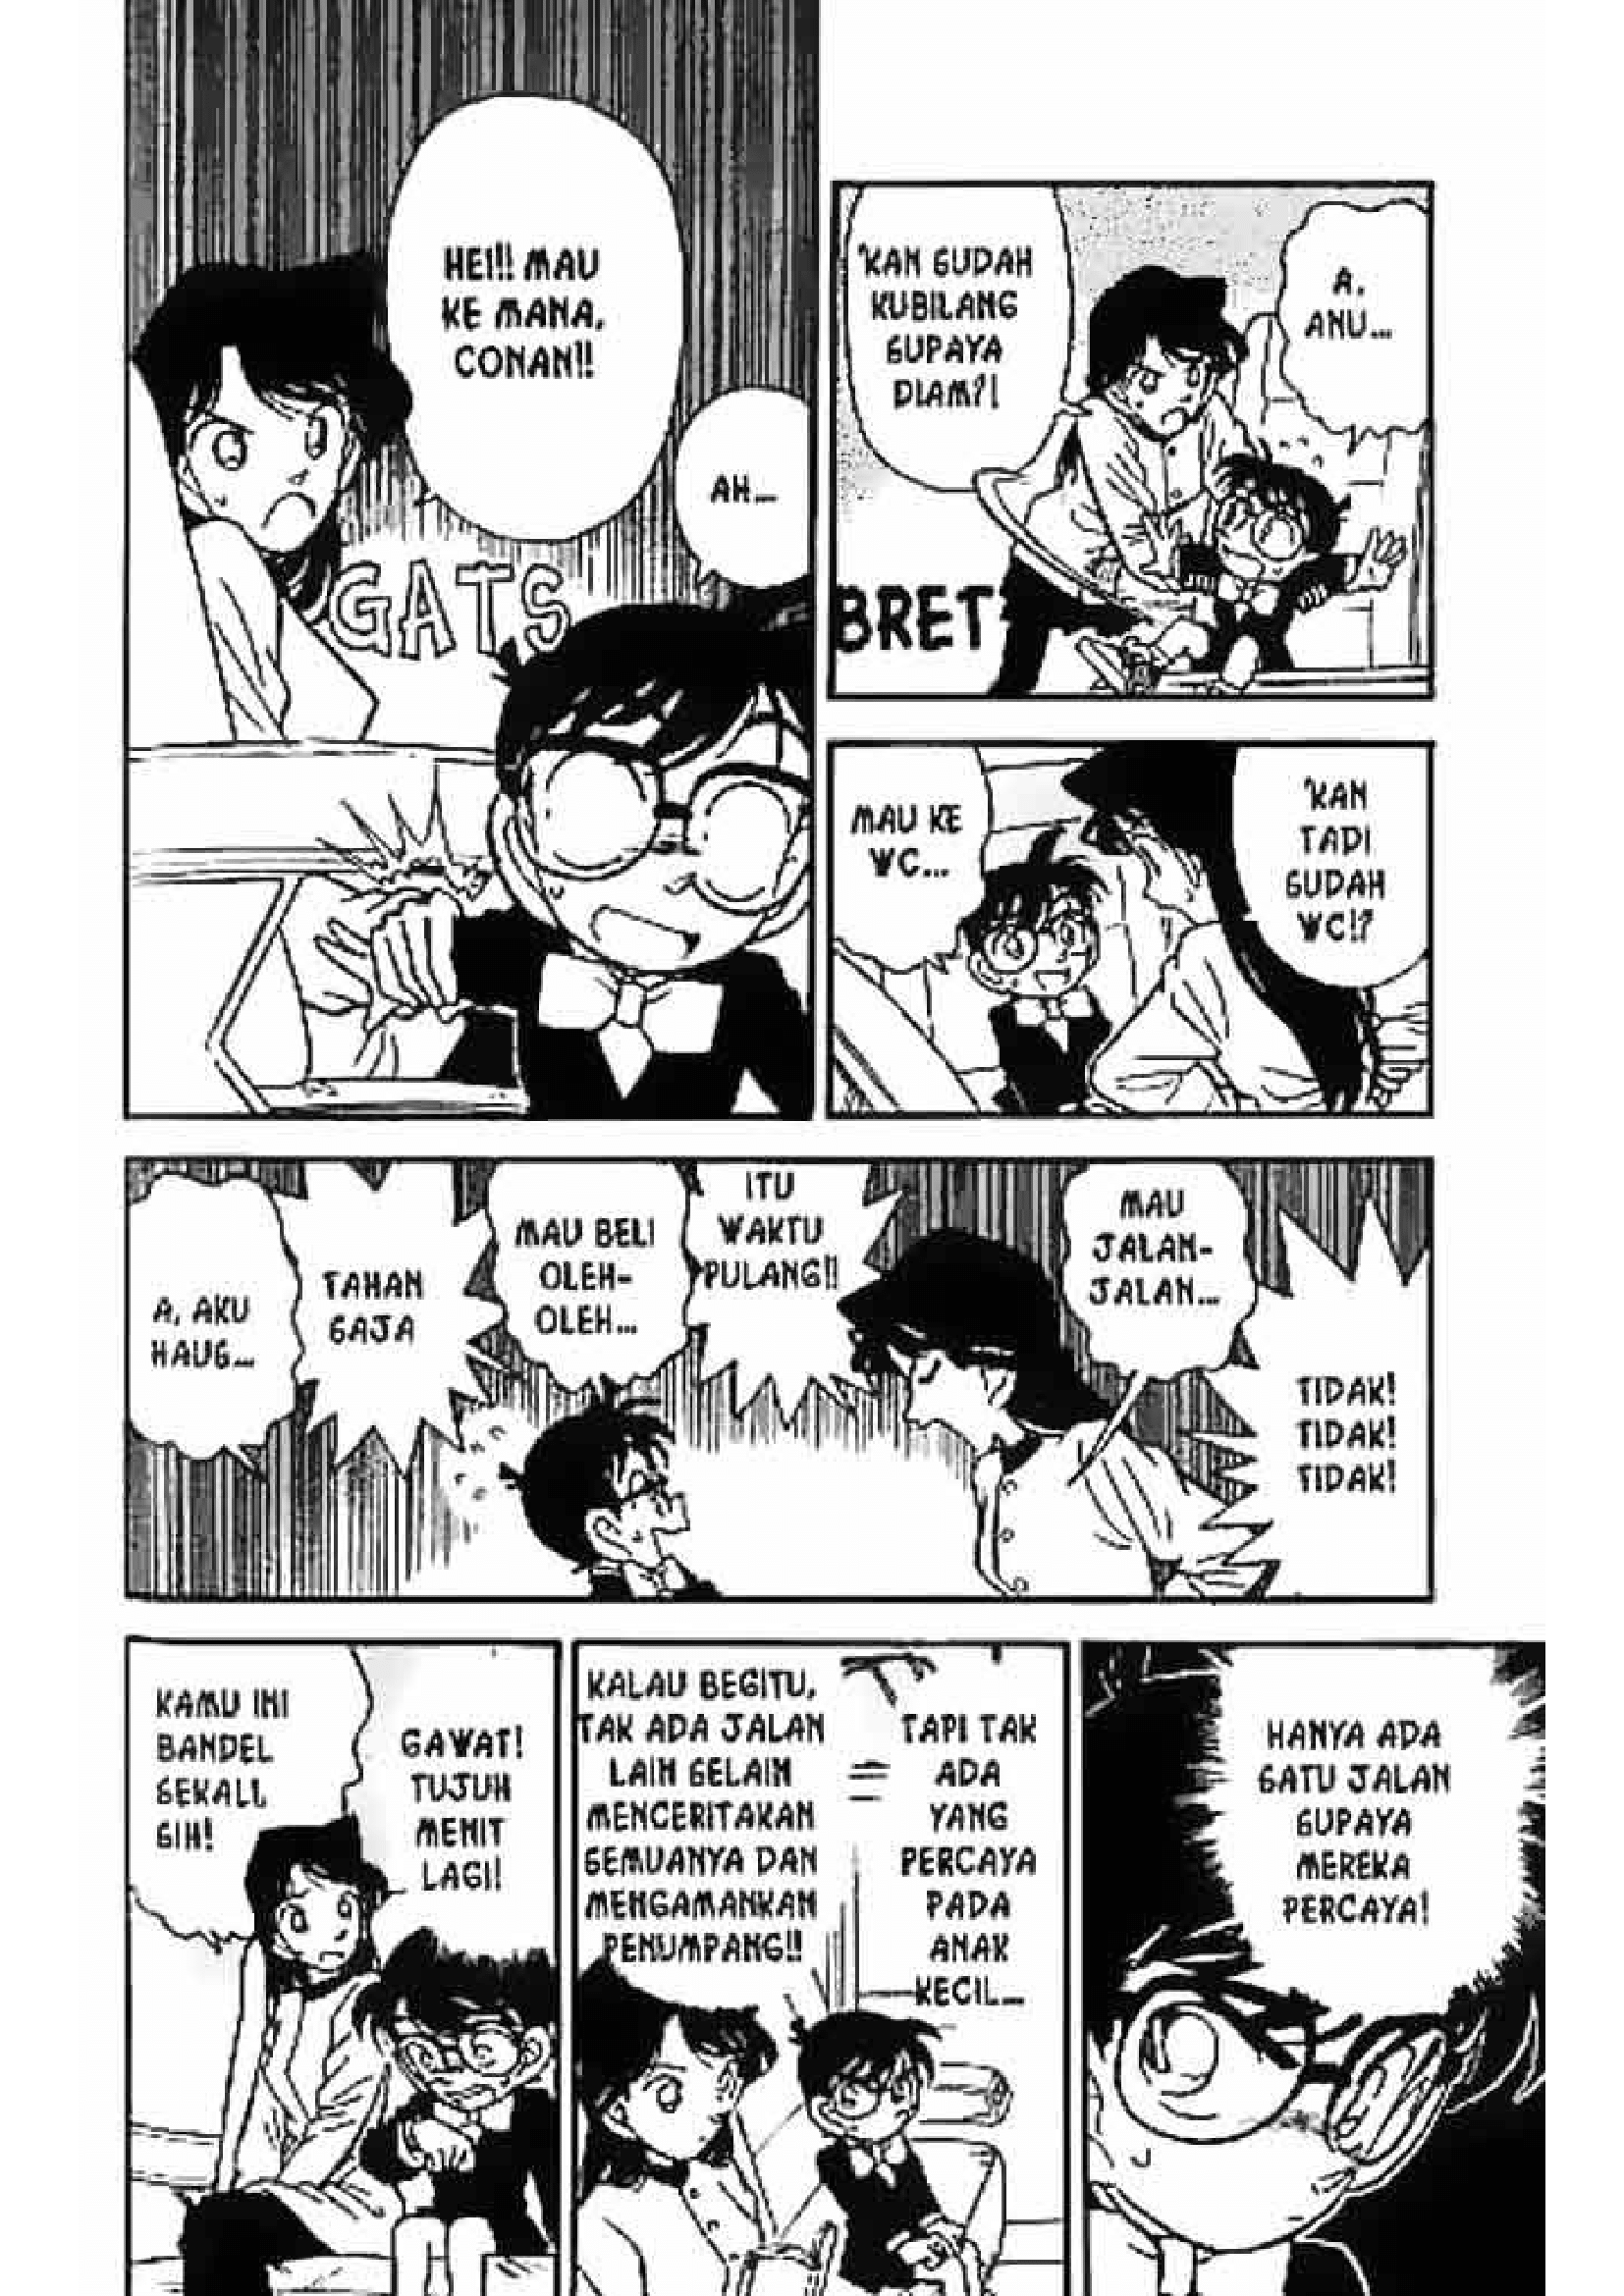 HEI!! MAU
KE MANA,
CONAN!!
AH...
GATS
'KAN SUDAH
KUBILANG
SUPAYA
DIAM?!
A,
ANU...
BRET
MAU KE
WC...
'KAN
TADI
SUDAH
WC!?
A, AKU
HAUS...
TAHAN
SAJA
MAU BELI
OLEH-
OLEH...
ITU
WAKTU
PULANG!!
MAU
JALAN-
JALAN...
TIDAK!
TIDAK!
TIDAK!
KAMU INI
BANDEL
SEKALI,
SIH!
GAWAT!
TUJUH
MENIT
LAGI!
KALAU BEGITU,
TAK ADA JALAN
LAIN SELAIN
MENCERITAKAN
SEMUANYA DAN
MENGAMANKAN
PENUMPANG!!
TAPI TAK
ADA
YANG
PERCAYA
PADA
ANAK
KECIL...
HANYA ADA
SATU JALAN
SUPAYA
MEREKA
PERCAYA!